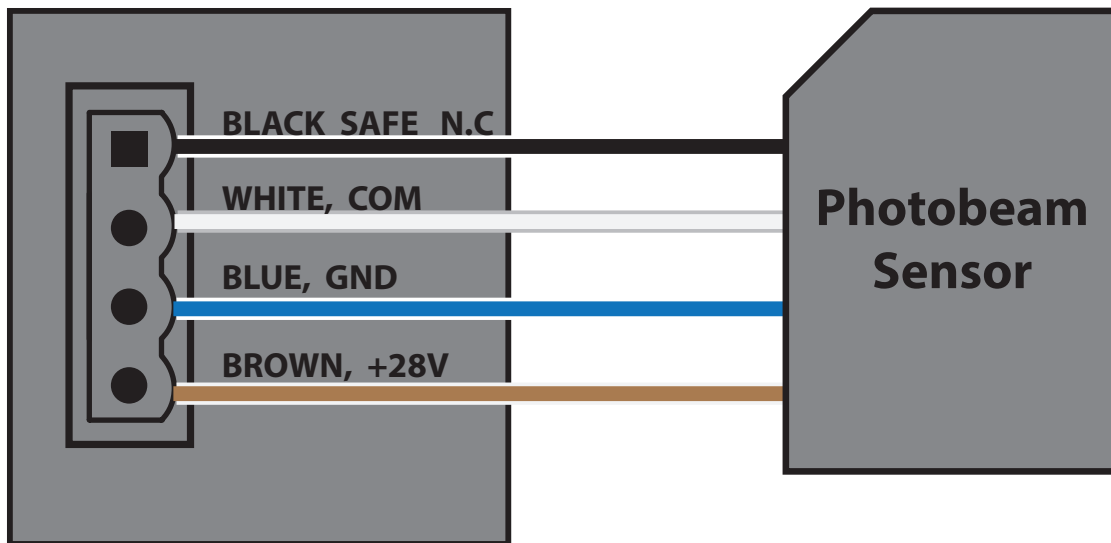 BLACK SAFE N.C
WHITE, COM
BLUE, GND
BROWN, +28V
Photobeam
Sensor